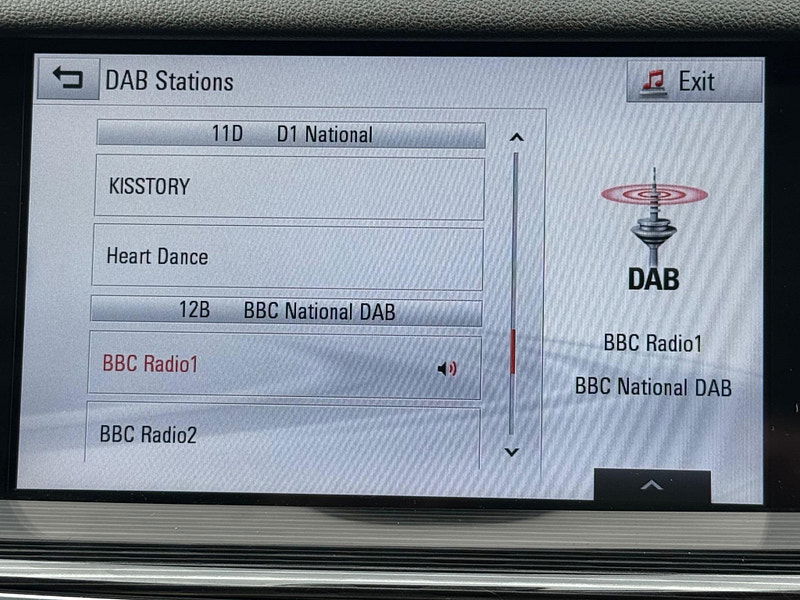 DAB Stations
Exit
11D D1 National
KISSTORY
Heart Dance
12B BBC National DAB
BBC Radio1
BBC Radio2
DAB
BBC Radio1
BBC National DAB